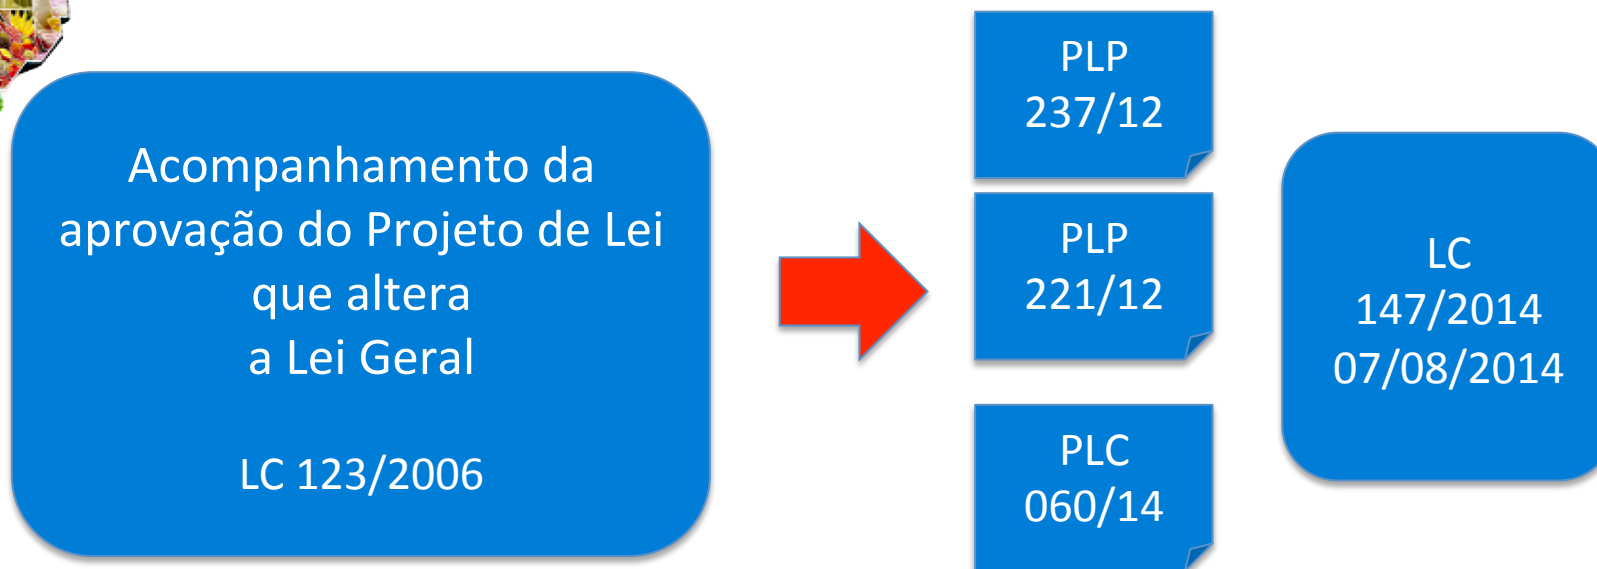 Acompanhamento da
aprovação do Projeto de Lei
que altera
a Lei Geral
LC 123/2006
PLP
237/12
PLP
221/12
PLC
060/14
LC
147/2014
07/08/2014